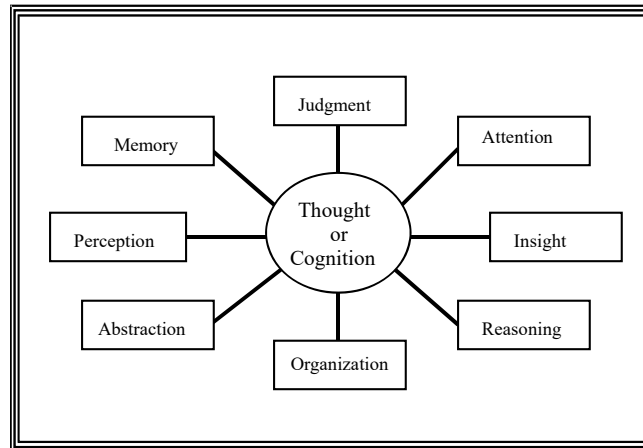 Judgment
Memory
Attention
Thought
or
Cognition
Perception
Insight
Abstraction
Reasoning
Organization